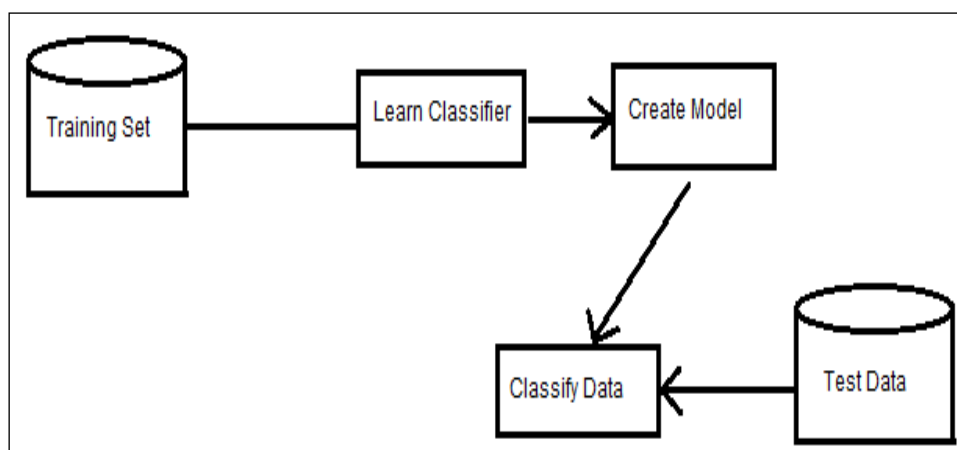 Training Set
Learn Classifier
Create Model
Classify Data
Test Data